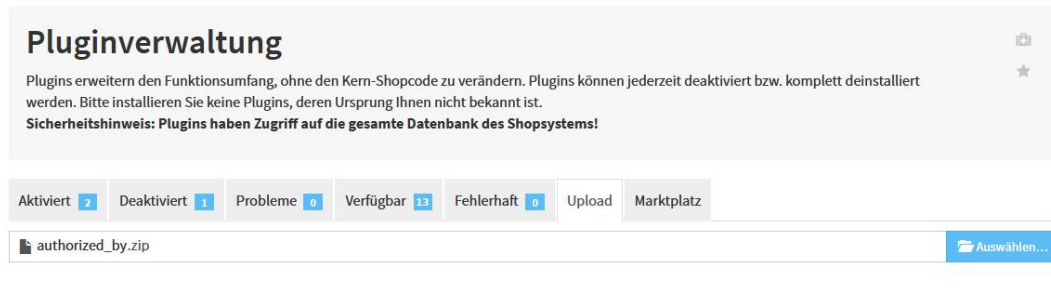 Pluginverwaltung
Plugins erweitern den Funktionsumfang, ohne den Kern-Shopcode zu verändern. Plugins können jederzeit deaktiviert bzw. komplett deinstalliert
werden. Bitte installieren Sie keine Plugins, deren Ursprung Ihnen nicht bekannt ist.
Sicherheitshinweis: Plugins haben Zugriff auf die gesamte Datenbank des Shopsystems!
Aktiviert 2 Deaktiviert 1 Probleme 0 Verfügbar 13 Fehlerhaft 0 Upload Marktplatz
authorized_by.zip Auswählen...